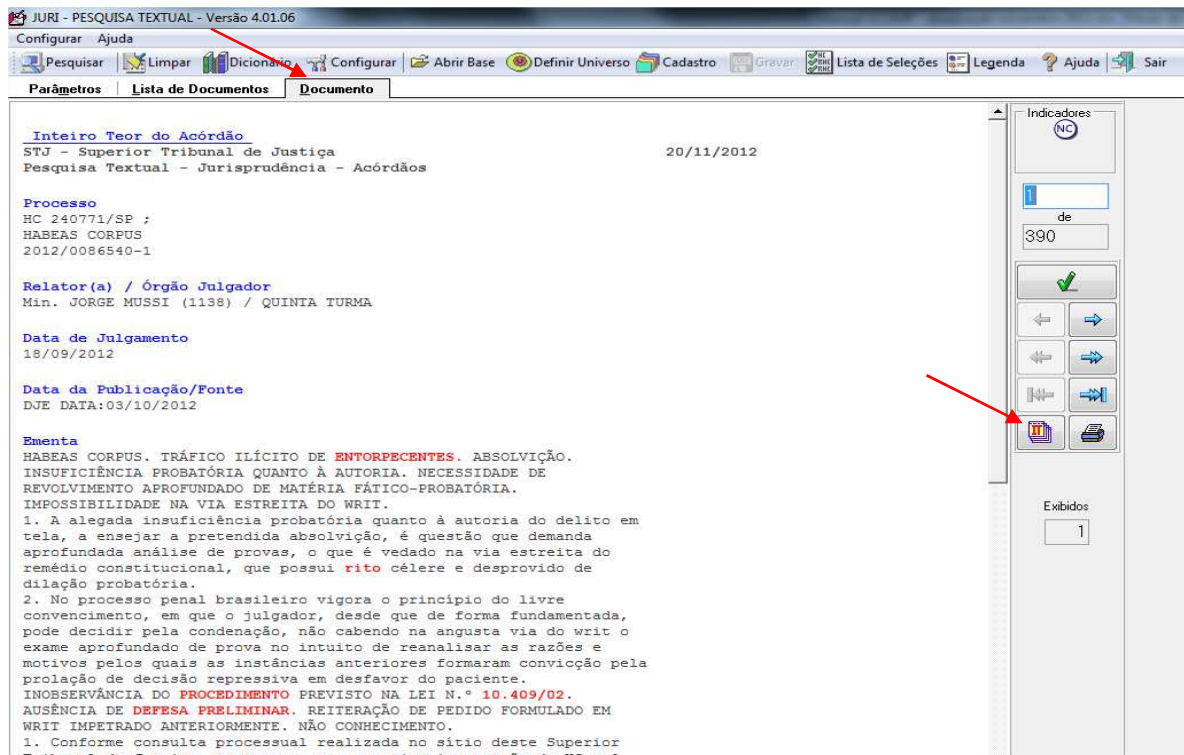 JURI - PESQUISA TEXTUAL - Versão 4.01.06
Configurar Ajuda
Pesquisar Limpar Dicionário Configurar Abrir Base Definir Universo Cadastro Gravar Lista de Seleções Legenda Ajuda Sair
Parâmetros Lista de Documentos Documento
Indicadores
NC
Inteiro Teor do Acórdão
STJ - Superior Tribunal de Justiça 20/11/2012
Pesquisa Textual - Jurisprudência - Acórdãos
1
de
390
Processo
HC 240771/SP ;
HABEAS CORPUS
2012/0086540-1
Relator(a) / Órgão Julgador
Min. JORGE MUSSI (1138) / QUINTA TURMA
Data de Julgamento
18/09/2012
Data da Publicação/Fonte
DJE DATA:03/10/2012
Ementa
HABEAS CORPUS. TRÁFICO ILÍCITO DE ENTORPECENTES. ABSOLVIÇÃO.
INSUFICIÊNCIA PROBATÓRIA QUANTO À AUTORIA. NECESSIDADE DE
REVOLVIMENTO APROFUNDADO DE MATÉRIA FÁTICO-PROBATÓRIA.
IMPOSSIBILIDADE NA VIA ESTREITA DO WRIT.
1. A alegada insuficiência probatória quanto à autoria do delito em
tela, a ensejar a pretendida absolvição, é questão que demanda
aprofundada análise de provas, o que é vedado na via estreita do
remédio constitucional, que possui rito célere e desprovido de
dilação probatória.
2. No processo penal brasileiro vigora o princípio do livre
convencimento, em que o julgador, desde que de forma fundamentada,
pode decidir pela condenação, não cabendo na angusta via do writ o
exame aprofundado de prova no intuito de reanalisar as razões e
motivos pelos quais as instâncias anteriores formaram convicção pela
prolação de decisão repressiva em desfavor do paciente.
INOBSERVÂNCIA DO PROCEDIMENTO PREVISTO NA LEI N.º 10.409/02.
AUSÊNCIA DE DEFESA PRELIMINAR. REITERAÇÃO DE PEDIDO FORMULADO EM
WRIT IMPETRADO ANTERIORMENTE. NÃO CONHECIMENTO.
1. Conforme consulta processual realizada no sítio deste Superior
IT
Exibidos
1